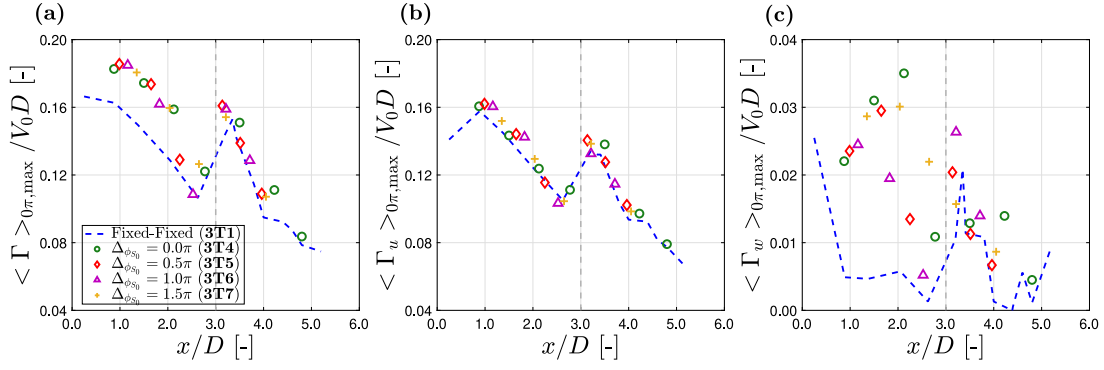 (a)
< Γ >0π,max /V0D [-]
0.20
0.16
0.12
0.08
0.04
Fixed-Fixed (3T1)
ΔϕS0 = 0.0π (3T4)
ΔϕS0 = 0.5π (3T5)
ΔϕS0 = 1.0π (3T6)
ΔϕS0 = 1.5π (3T7)
0.0 1.0 2.0 3.0 4.0 5.0 6.0
x/D [-]
(b)
< Γu >0π,max /V0D [-]
0.20
0.16
0.12
0.08
0.04
0.0 1.0 2.0 3.0 4.0 5.0 6.0
x/D [-]
(c)
< Γw >0π,max /V0D [-]
0.04
0.03
0.02
0.01
0.00
0.0 1.0 2.0 3.0 4.0 5.0 6.0
x/D [-]